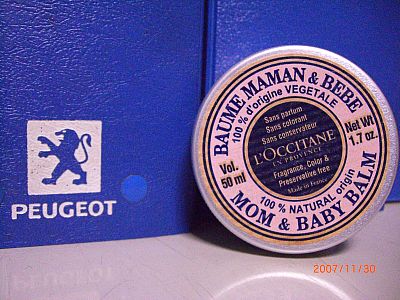 PEUGEOT
BAUME MAMAN & BEBE
100 % d'origine VEGETALE
Sans parfum
Sans colorant
Sans conservateur
L'OCCITANE
EN PROVENCE
Fragrance, Color &
Preservative free
Made in France
Vol.
50 ml
Net Wt
1.7 oz.
100 % NATURAL origin
MOM & BABY BALM
2007/11/30